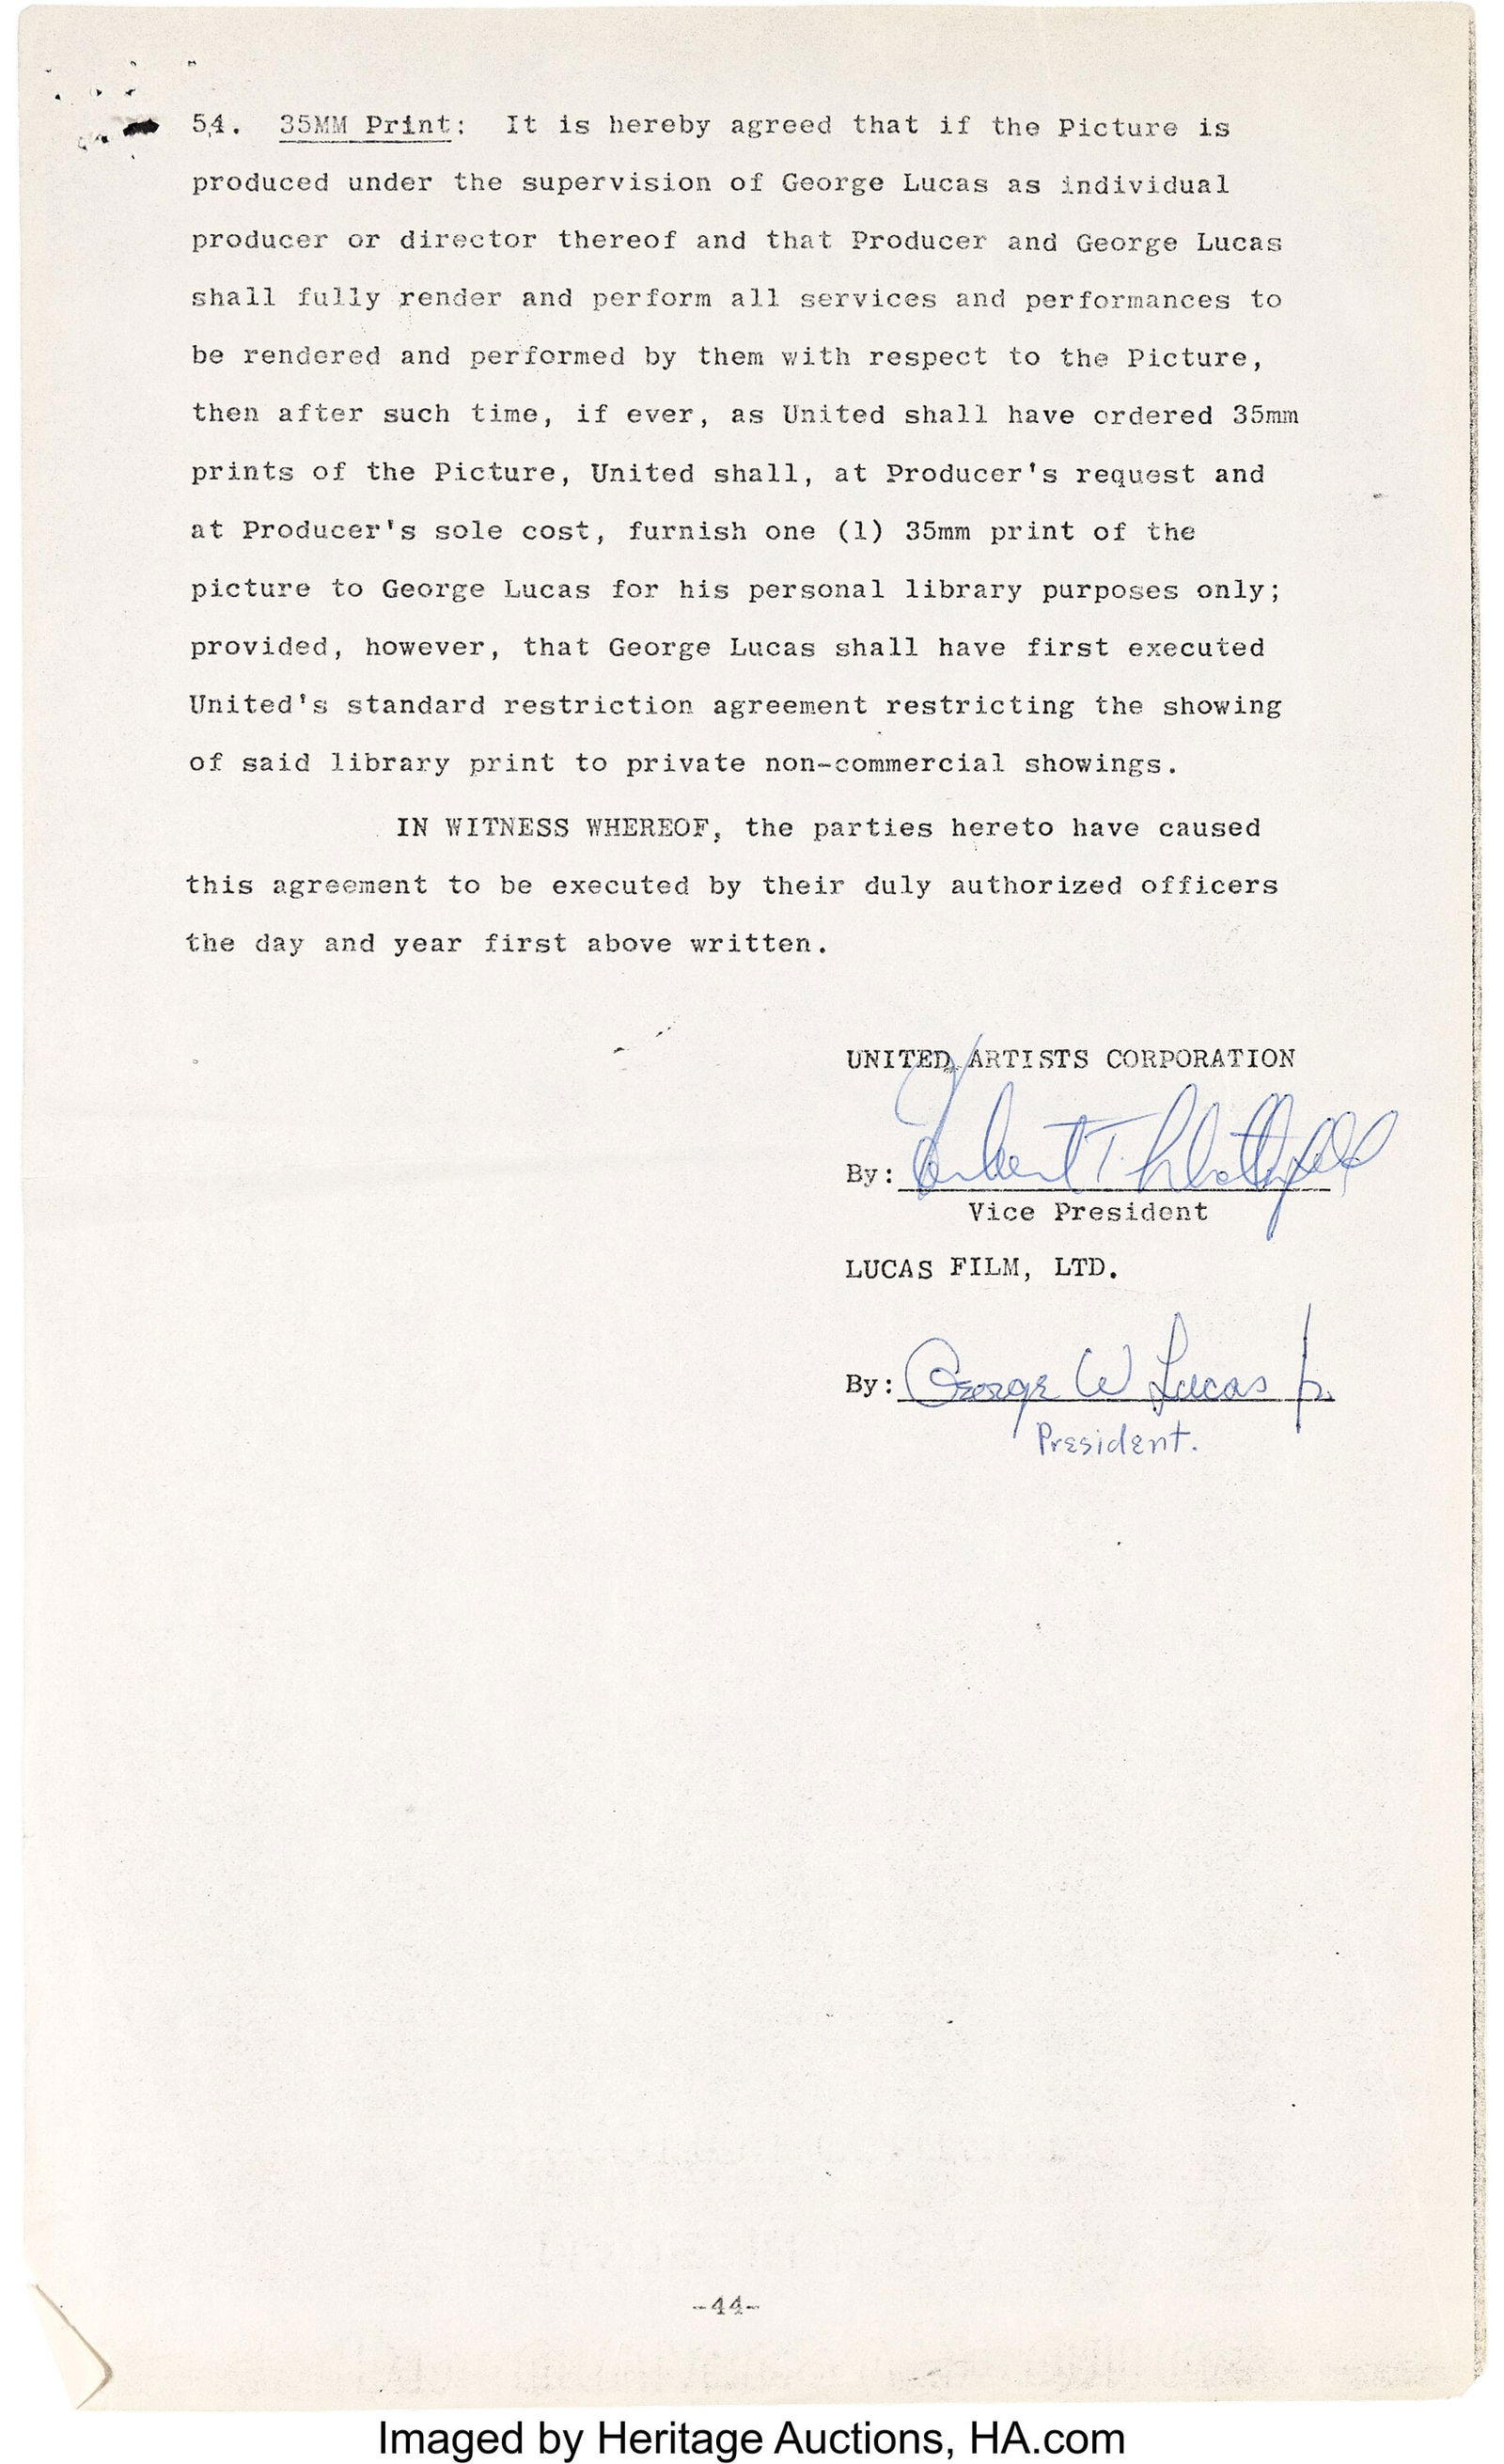 54. 35MM Print: It is hereby agreed that if the Picture is
produced under the supervision of George Lucas as individual
producer or director thereof and that Producer and George Lucas
shall fully render and perform all services and performances to
be rendered and performed by them with respect to the Picture,
then after such time, if ever, as United shall have ordered 35mm
prints of the Picture, United shall, at Producer's request and
at Producer's sole cost, furnish one (1) 35mm print of the
picture to George Lucas for his personal library purposes only;
provided, however, that George Lucas shall have first executed
United's standard restriction agreement restricting the showing
of said library print to private non-commercial showings.
IN WITNESS WHEREOF, the parties hereto have caused
this agreement to be executed by their duly authorized officers
the day and year first above written.
UNITED ARTISTS CORPORATION
By:
Vice President
LUCAS FILM, LTD.
By: George W Lucas Jr.
President.
-44-
Imaged by Heritage Auctions, HA.com